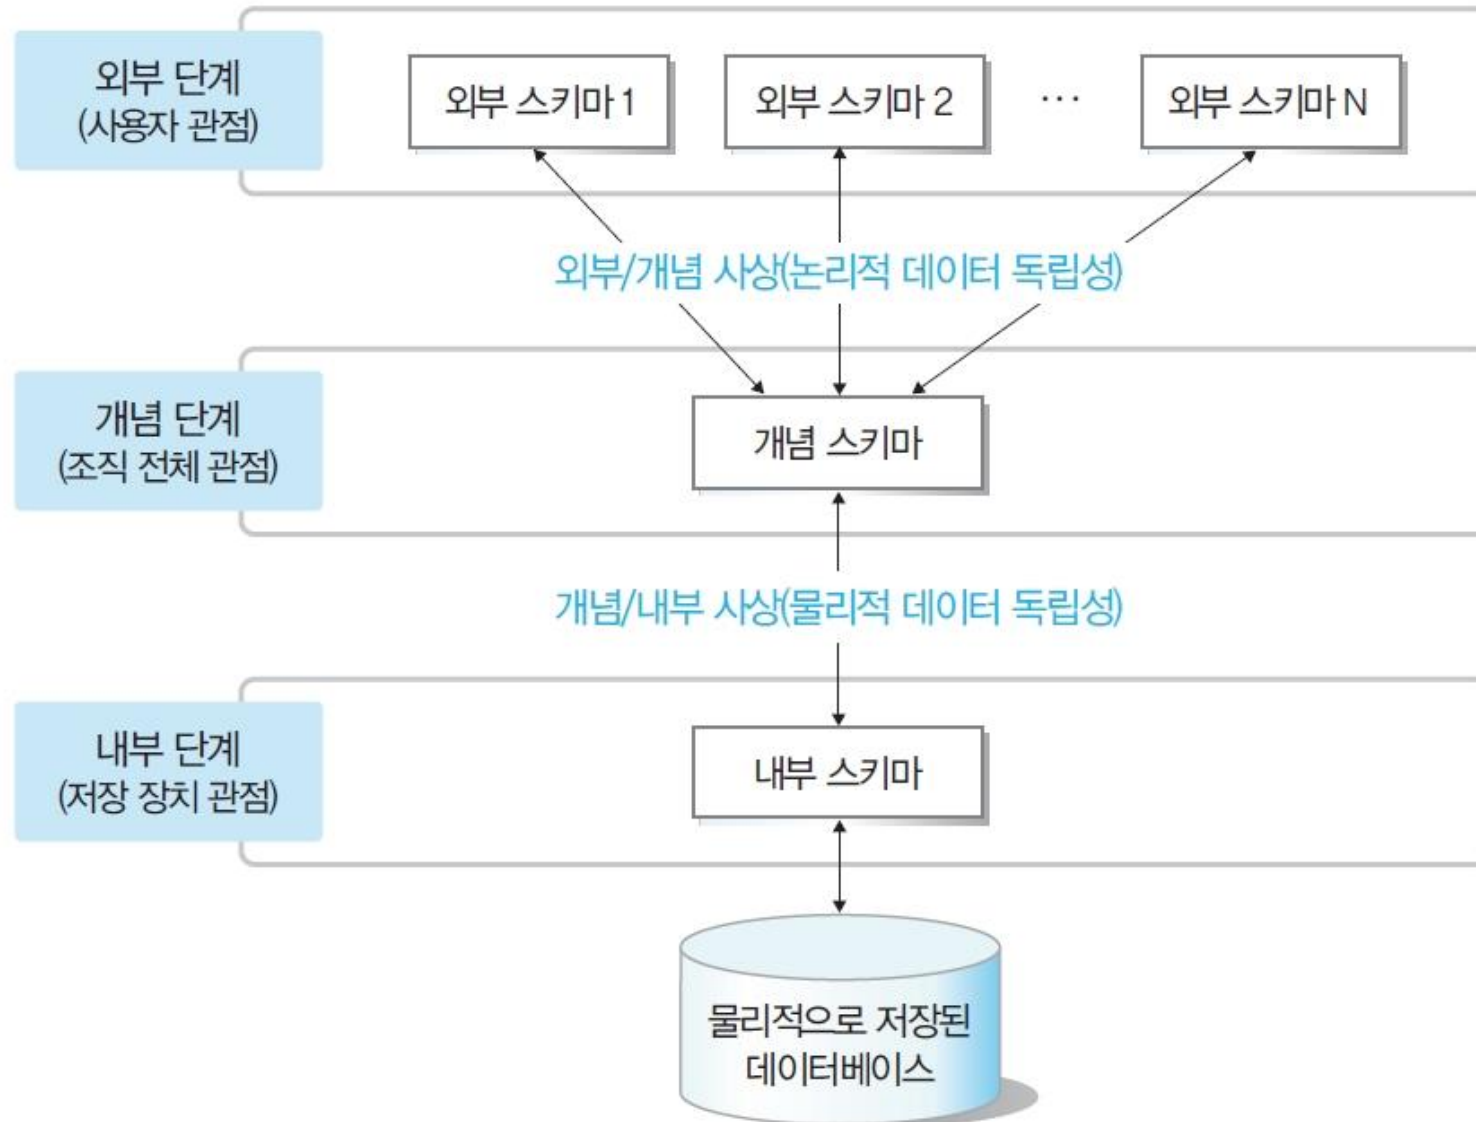 외부 단계
(사용자 관점)
외부 스키마 1
외부 스키마 2
···
외부 스키마 N
외부/개념 사상(논리적 데이터 독립성)
개념 단계
(조직 전체 관점)
개념 스키마
개념/내부 사상(물리적 데이터 독립성)
내부 단계
(저장 장치 관점)
내부 스키마
물리적으로 저장된
데이터베이스